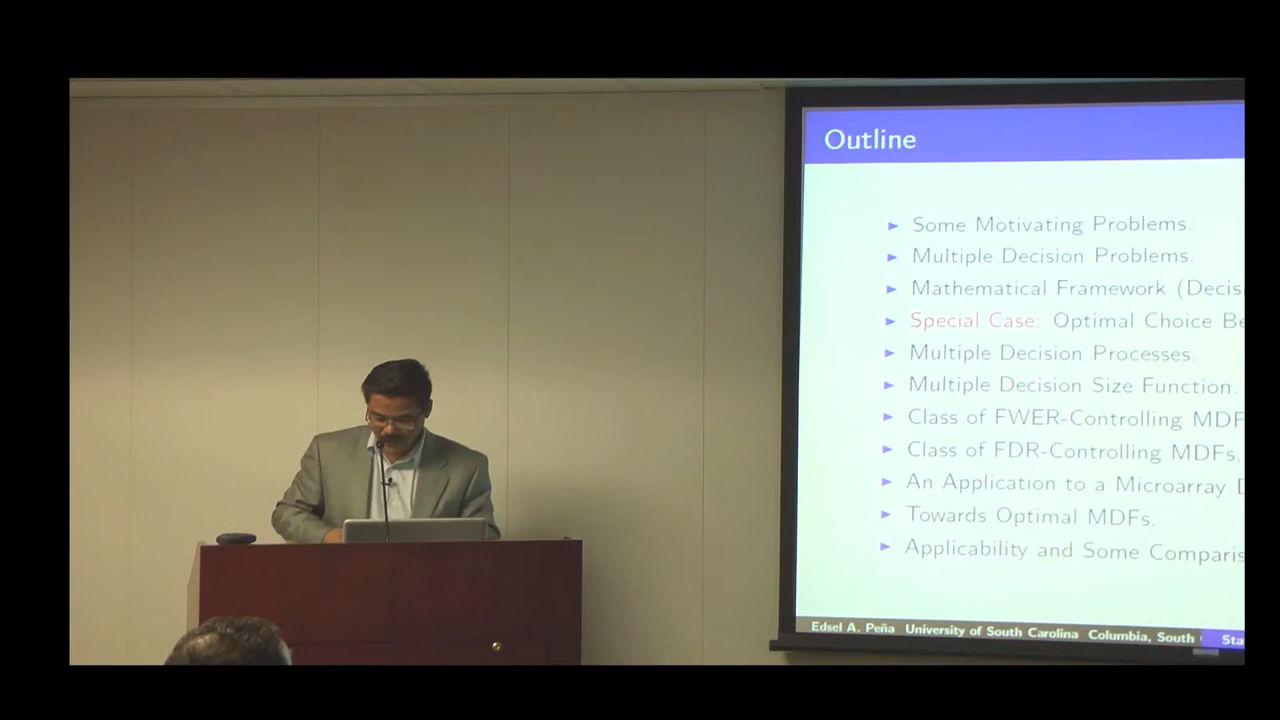 Outline
Some Motivating Problems.
Multiple Decision Problems.
Mathematical Framework (Decis
Special Case: Optimal Choice Be
Multiple Decision Processes.
Multiple Decision Size Function.
Class of FWER-Controlling MDF
Class of FDR-Controlling MDFs.
An Application to a Microarray D
Towards Optimal MDFs.
Applicability and Some Comparis
Edsel A. Peña University of South Carolina Columbia, South
Sta